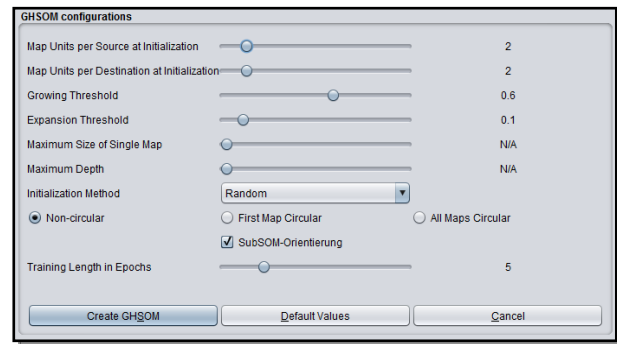 GHSOM configurations
Map Units per Source at Initialization 2
Map Units per Destination at Initialization 2
Growing Threshold 0.6
Expansion Threshold 0.1
Maximum Size of Single Map N/A
Maximum Depth N/A
Initialization Method Random
Non-circular First Map Circular All Maps Circular
SubSOM-Orientierung
Training Length in Epochs 5
Create GHSOM Default Values Cancel